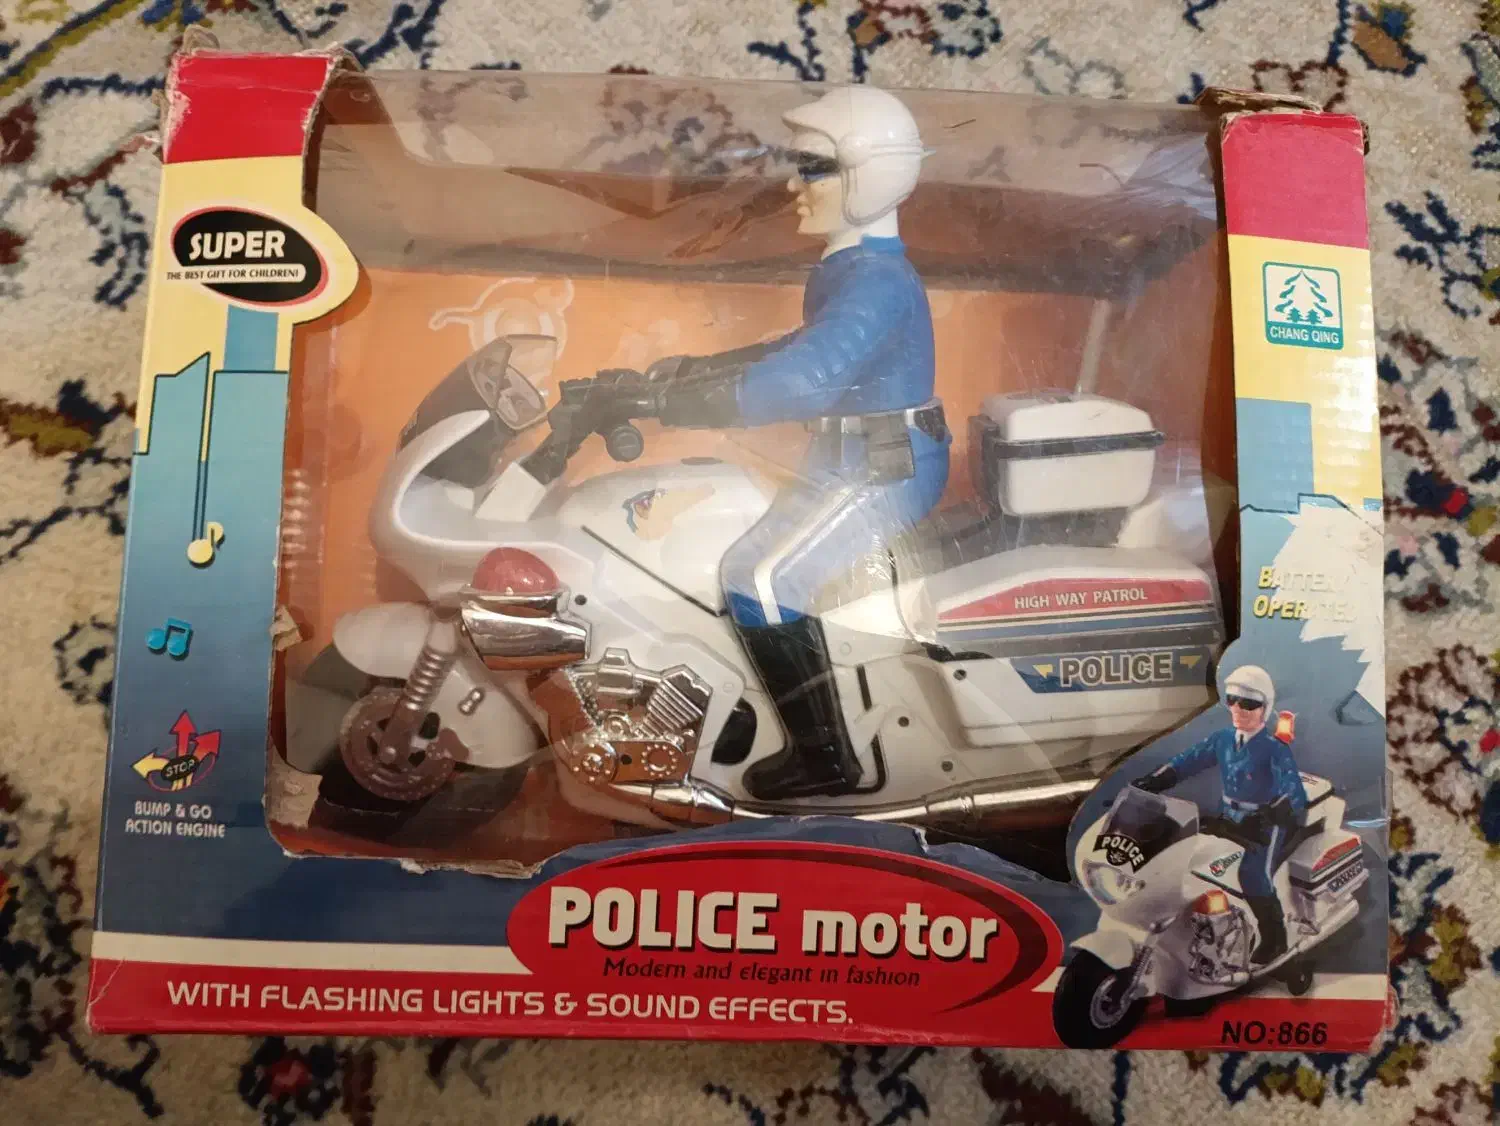 SUPER
THE BEST GIFT FOR CHILDREN!
CHANG QING
HIGH WAY PATROL
POLICE
BATTERY
OPERATED
STOP
BUMP & GO
ACTION ENGINE
POLICE
POLICE motor
Modern and elegant in fashion
WITH FLASHING LIGHTS & SOUND EFFECTS.
NO:866